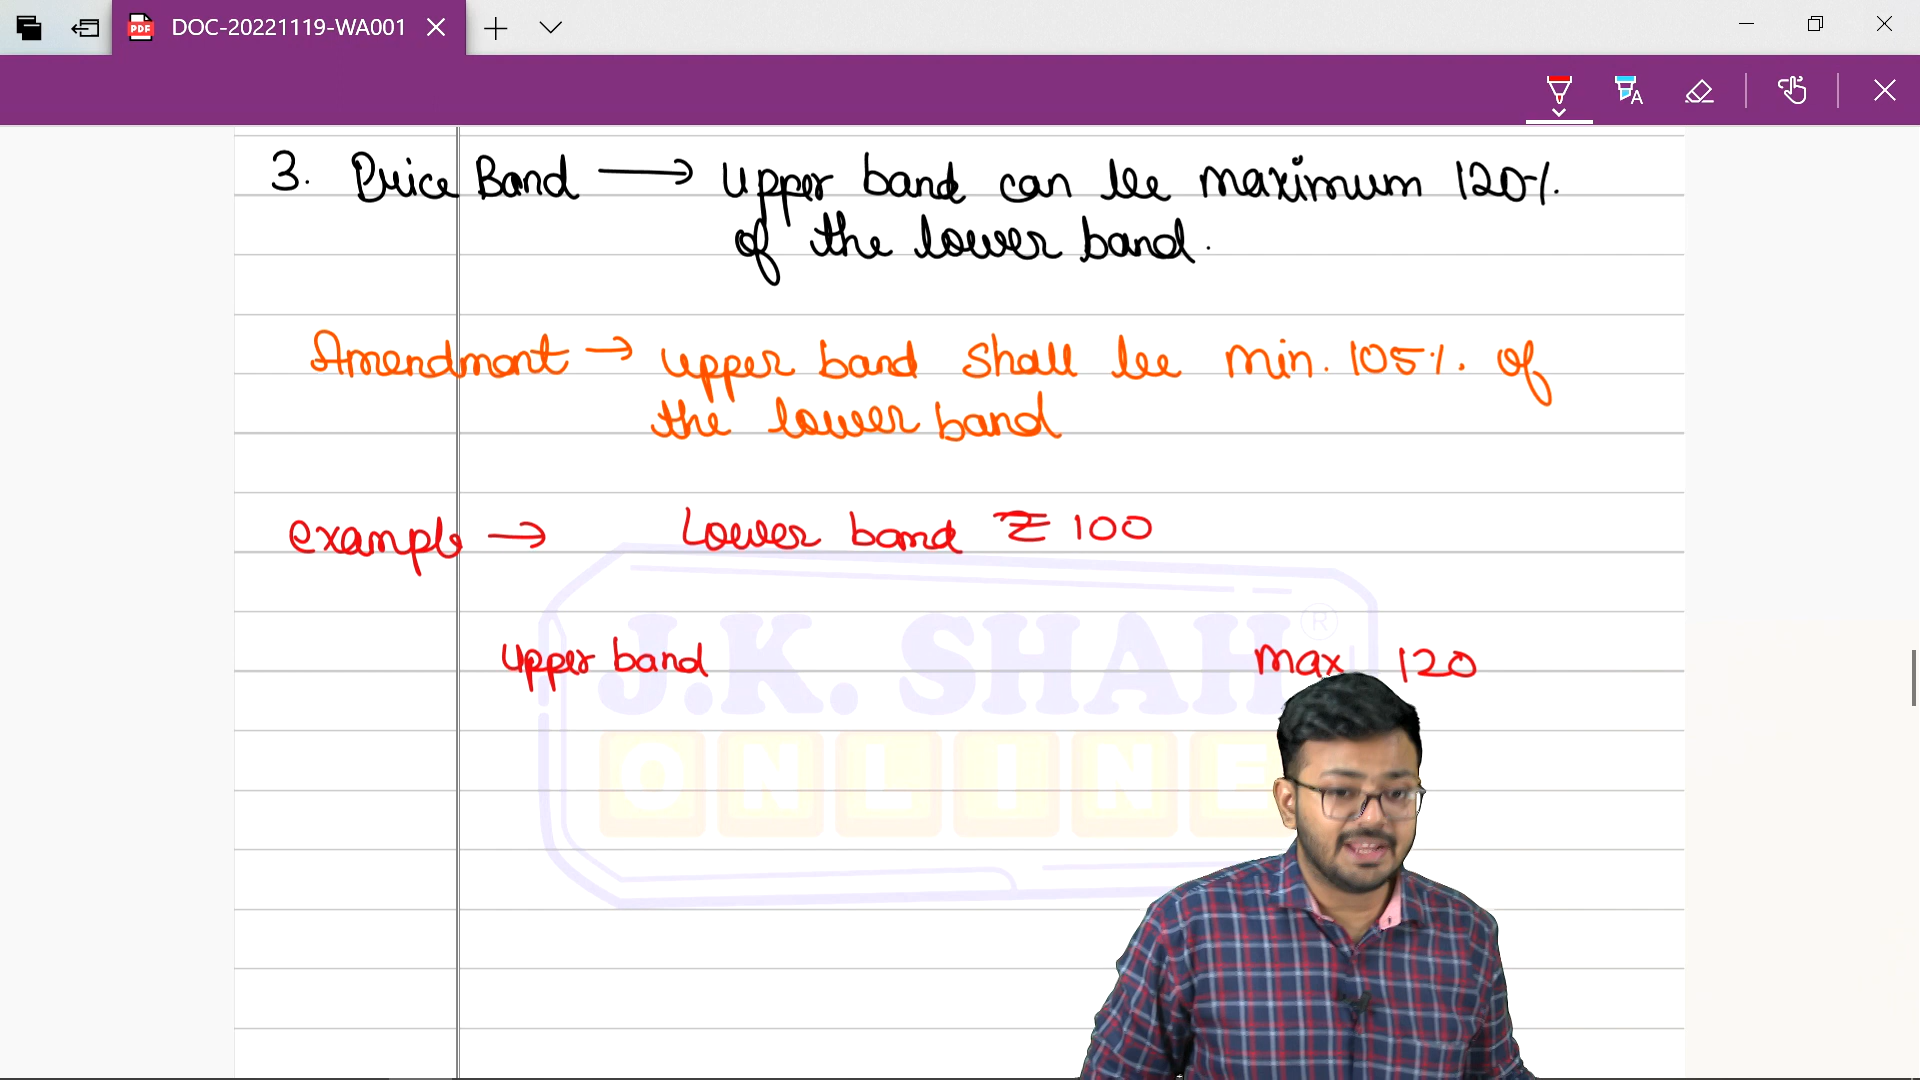 DOC-20221119-WA001
3. Price Band → Upper band can be maximum 120%
of the lower band.
Amendment → upper band shall be min. 105%. of
the lower band
example → Lower band ₹ 100
upper band max 120
J.K. SHAH ®
ONLINE